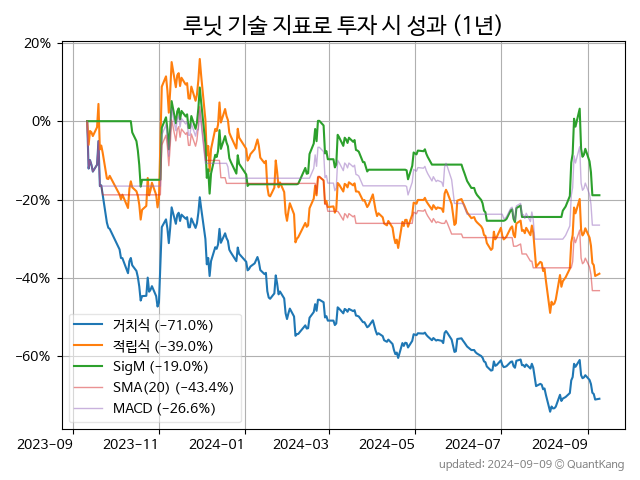 루닛 기술 지표로 투자 시 성과 (1년)
20%
0%
−20%
−40%
−60%
거치식 (−71.0%)
적립식 (−39.0%)
SigM (−19.0%)
SMA(20) (−43.4%)
MACD (−26.6%)
2023-09 2023-11 2024-01 2024-03 2024-05 2024-07 2024-09
updated: 2024-09-09 © QuantKang